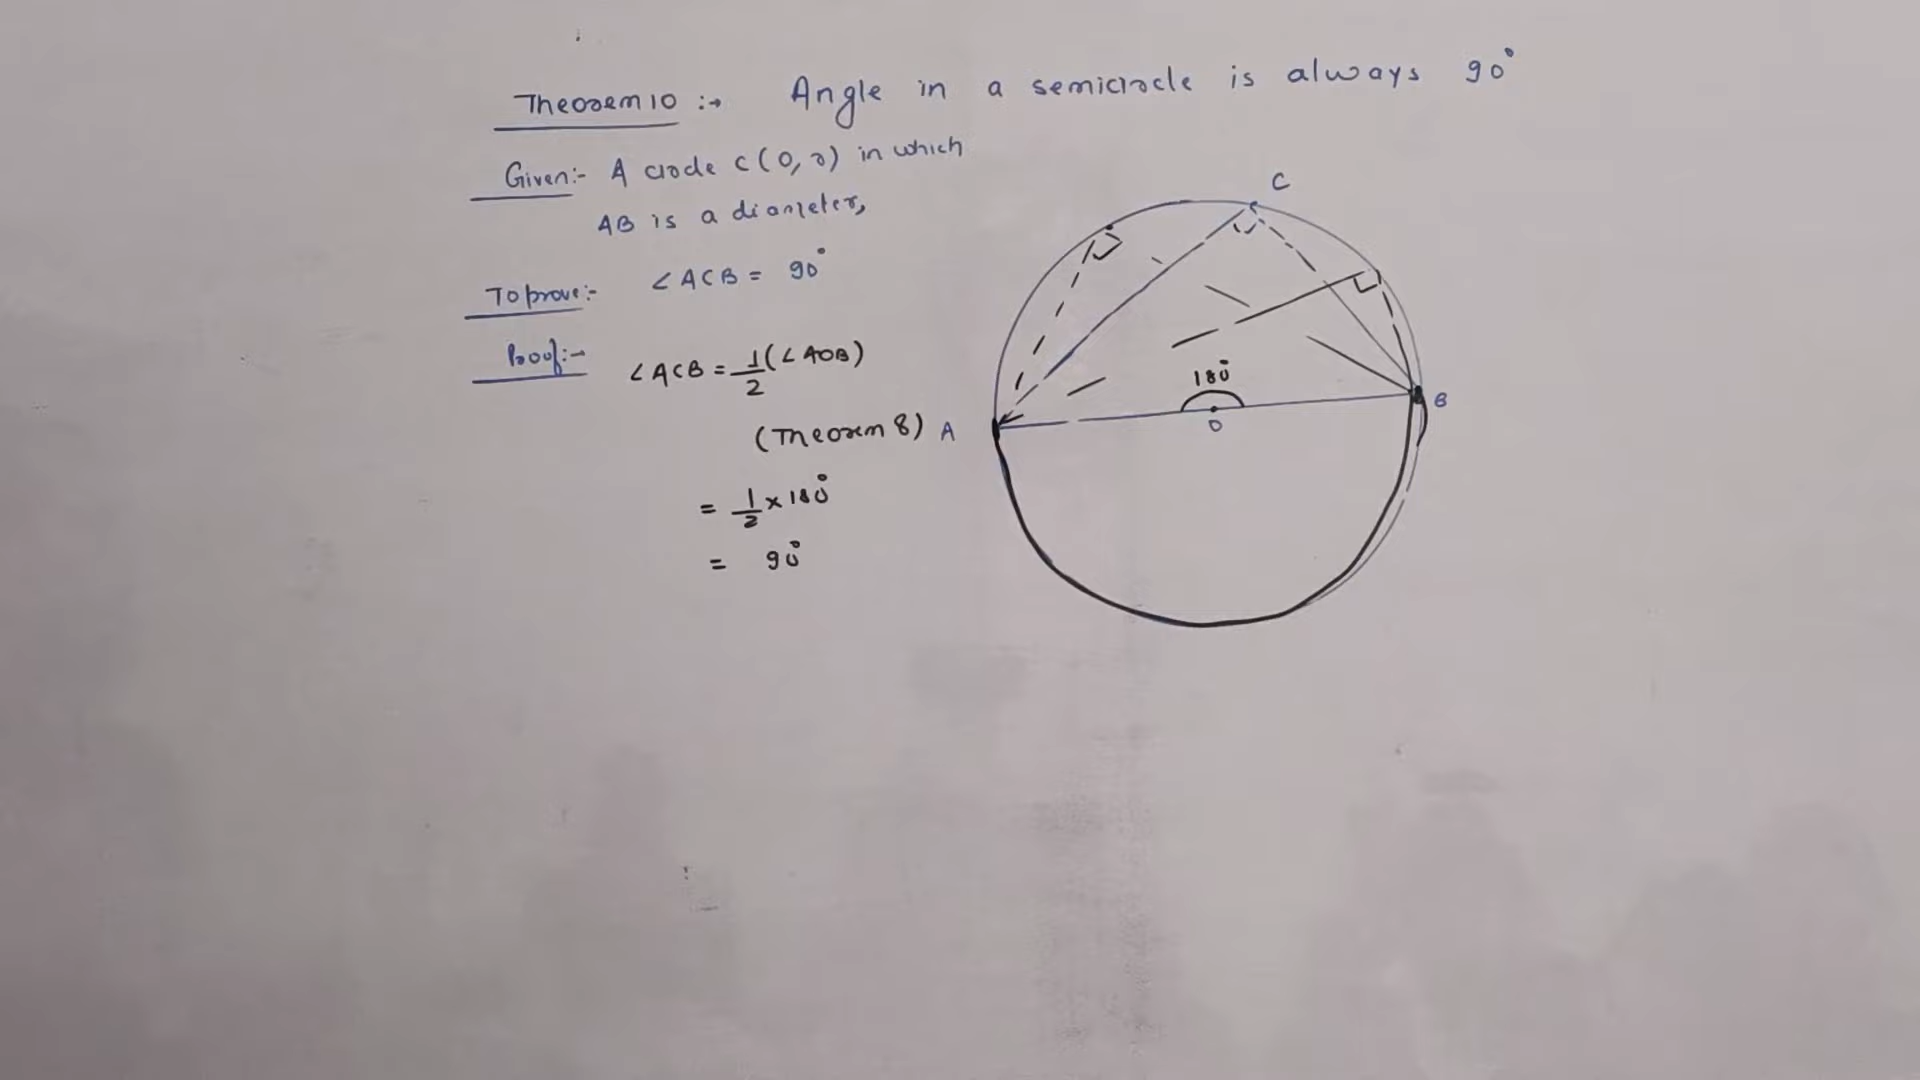 Theorem 10 :→ Angle in a semicircle is always 90°
Given:- A circle C(O, r) in which
AB is a diameter,
To prove:- ∠ACB = 90°
Proof:→ ∠ACB = 1/2 (∠AOB)
(Theorem 8)
= 1/2 × 180°
= 90°
C
180°
A
O
B